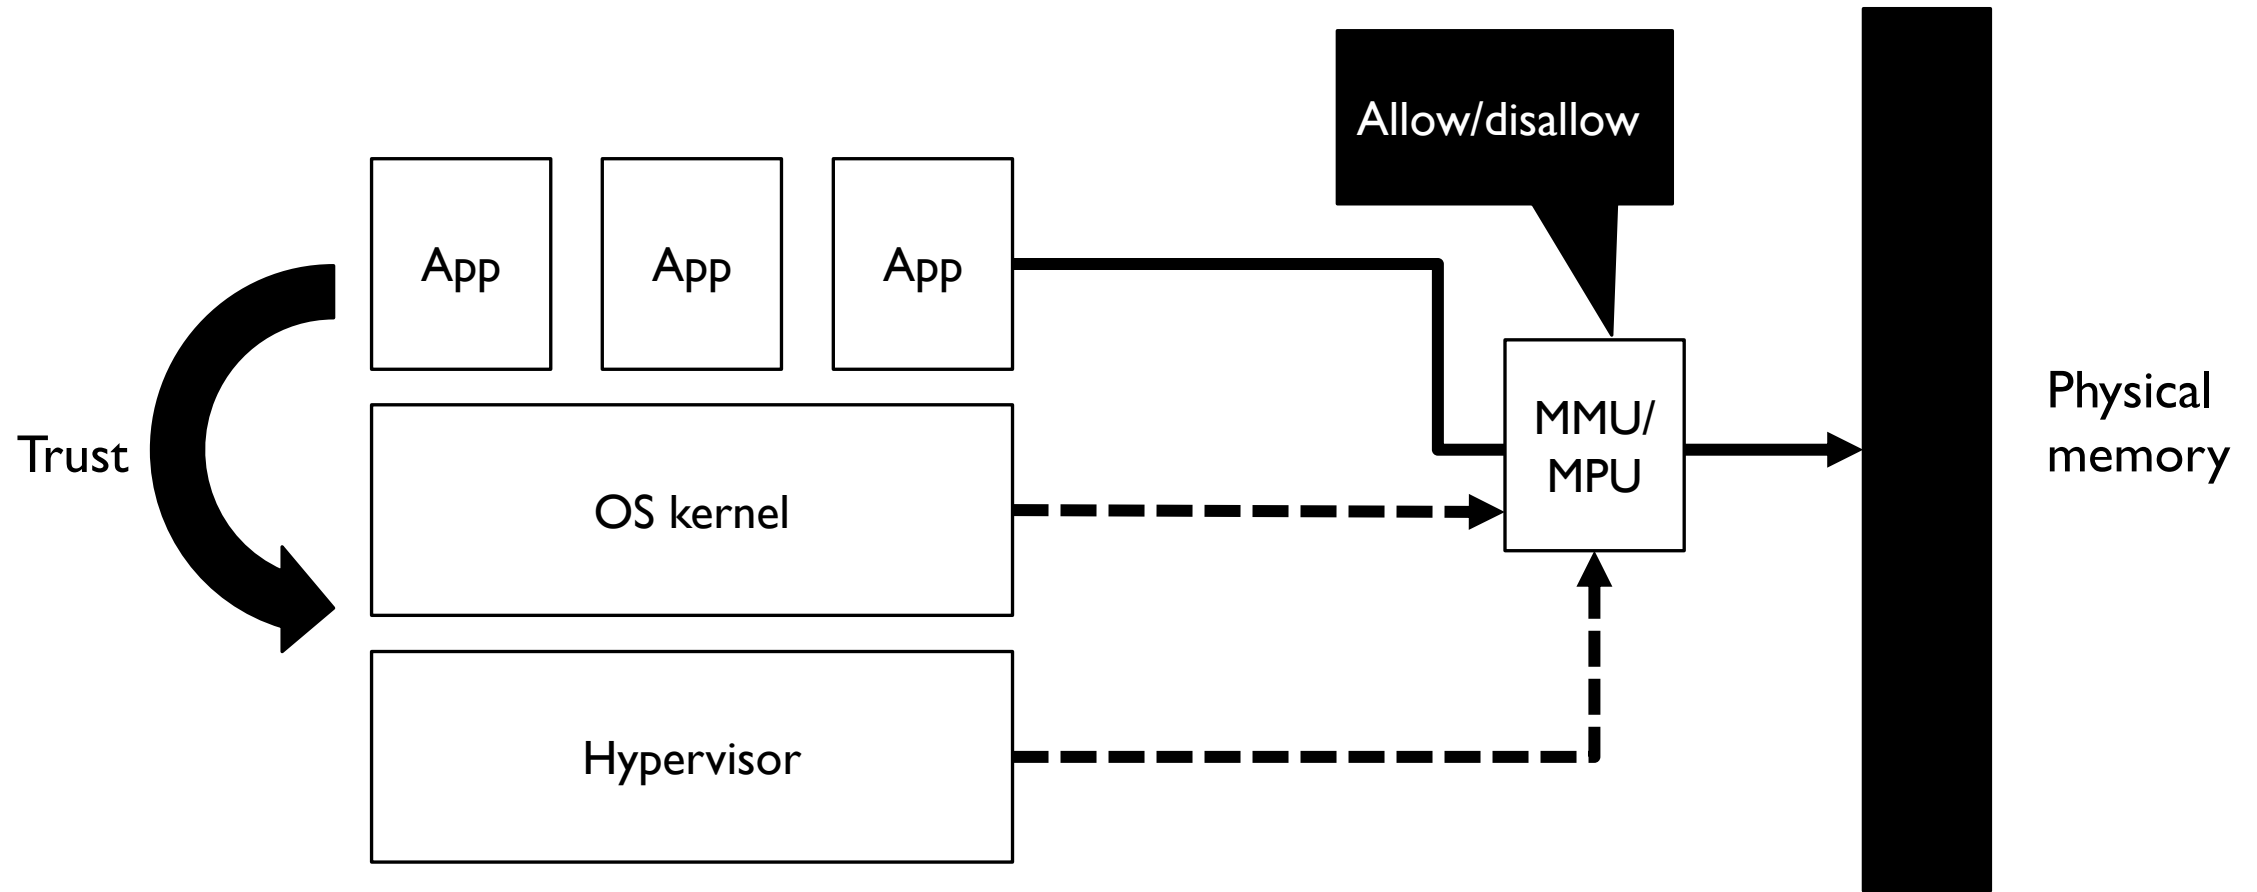 Allow/disallow
App
App
App
Trust
OS kernel
Hypervisor
MMU/
MPU
Physical
memory